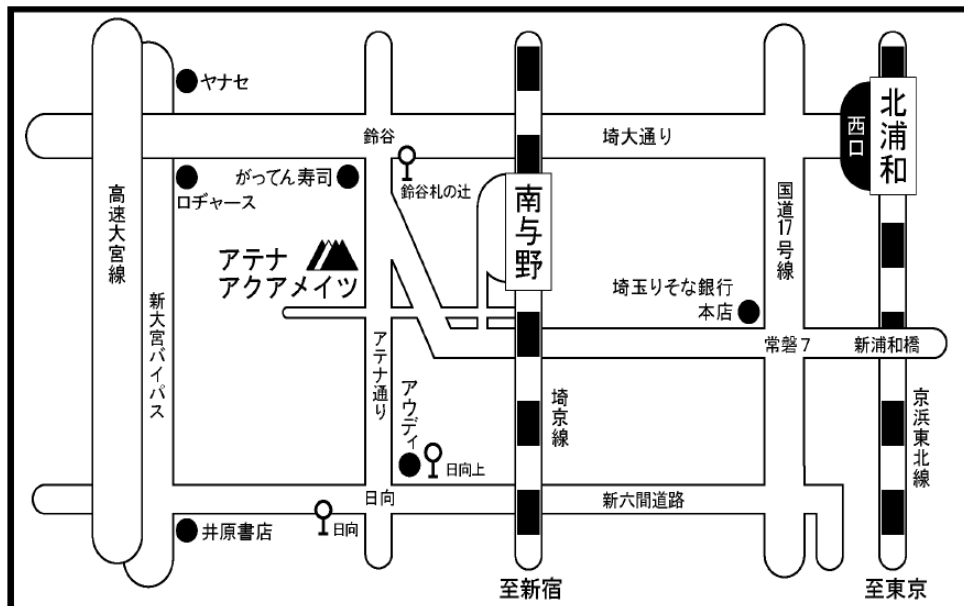 ヤナセ
鈴谷
埼大通り
北浦和
西口
ロヂャース
がってん寿司
鈴谷札の辻
南与野
国道17号線
高速大宮線
アテナ
アクアメイツ
埼玉りそな銀行
本店
新大宮バイパス
アテナ通り
常磐7
新浦和橋
アウディ
埼京線
京浜東北線
日向上
日向
新六間道路
井原書店
日向
至新宿
至東京